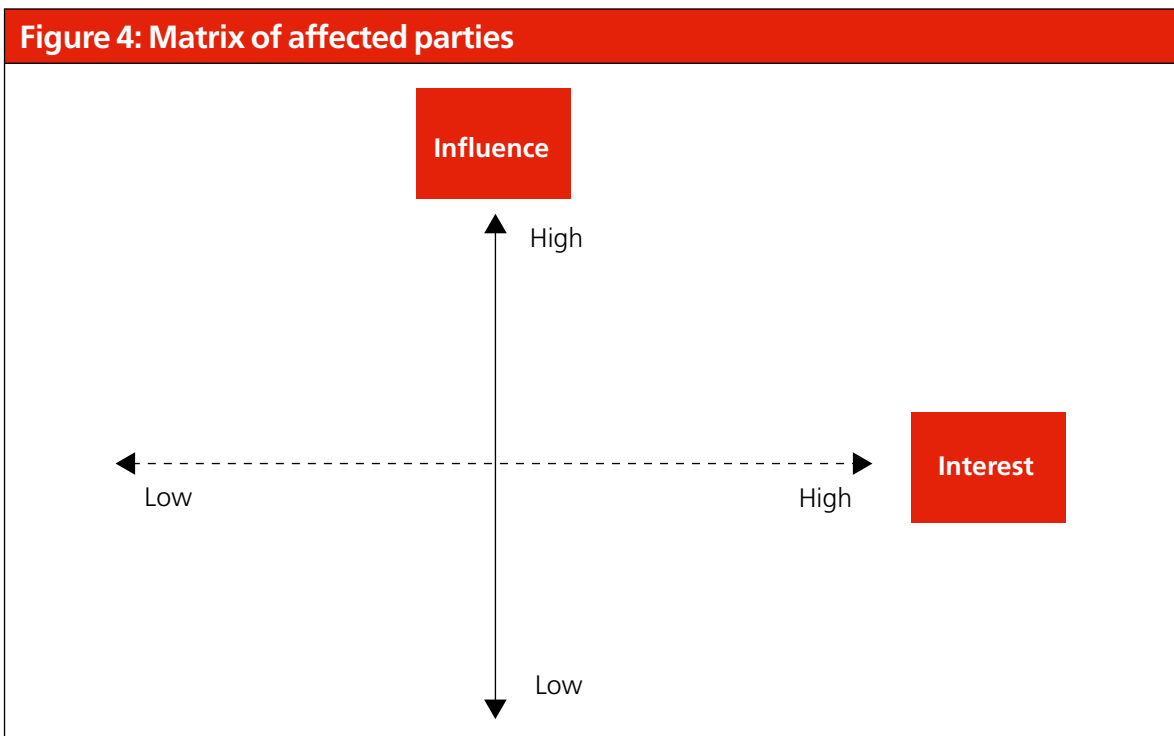 Figure 4: Matrix of affected parties
Influence
High
Interest
Low
High
Low